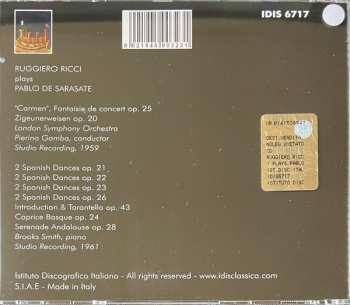 IDIS 6717
RUGGIERO RICCI
plays
PABLO DE SARASATE
"Carmen", Fantaisie de concert op. 25
Zigeunerweisen op. 20
London Symphony Orchestra
Pierino Gamba, conductor
Studio Recording, 1959
2 Spanish Dances op. 21
2 Spanish Dances op. 22
2 Spanish Dances op. 23
2 Spanish Dances op. 26
Introduction & Tarantella op. 43
Caprice Basque op. 24
Serenade Andalouse op. 28
Brooks Smith, piano
Studio Recording, 1961
RUGGIERO RICC
PLAYS PABLO
Istituto Discografico Italiano - All rights reserved - www.idisclassica.com
S.I.A.E - Made in Italy